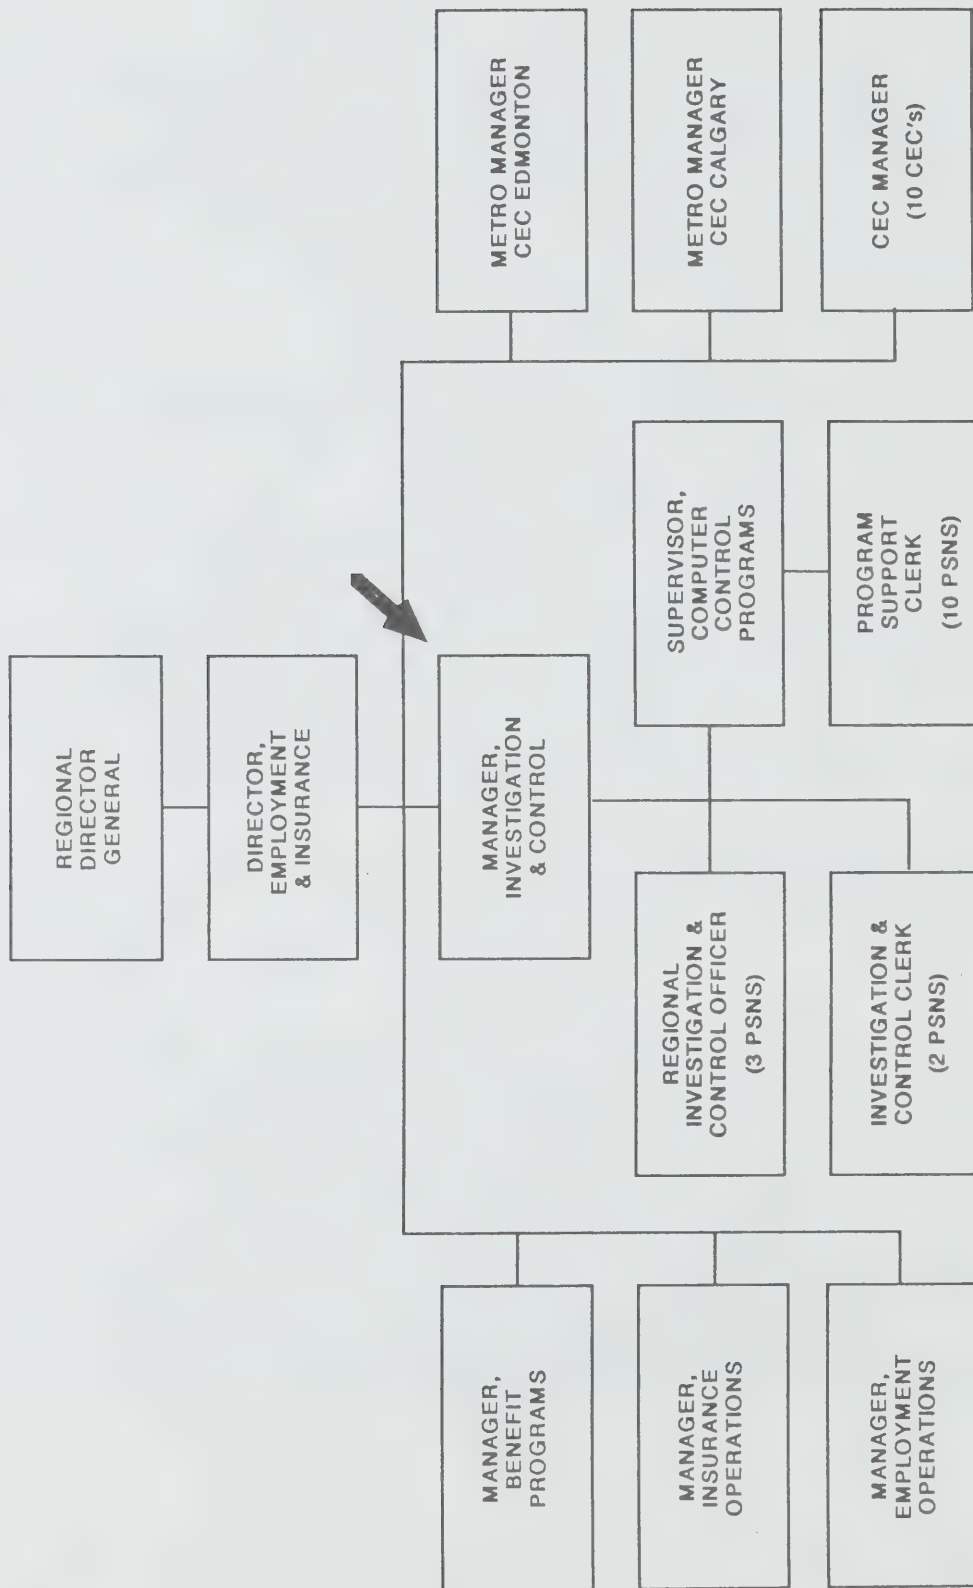 REGIONAL
DIRECTOR
GENERAL
DIRECTOR,
EMPLOYMENT
& INSURANCE
MANAGER,
BENEFIT
PROGRAMS
MANAGER,
INVESTIGATION
& CONTROL
METRO MANAGER
CEC EDMONTON
MANAGER,
INSURANCE
OPERATIONS
REGIONAL
INVESTIGATION &
CONTROL OFFICER
(3 PSNS)
SUPERVISOR,
COMPUTER
CONTROL
PROGRAMS
METRO MANAGER
CEC CALGARY
MANAGER,
EMPLOYMENT
OPERATIONS
INVESTIGATION &
CONTROL CLERK
(2 PSNS)
PROGRAM
SUPPORT
CLERK
(10 PSNS)
CEC MANAGER
(10 CEC's)